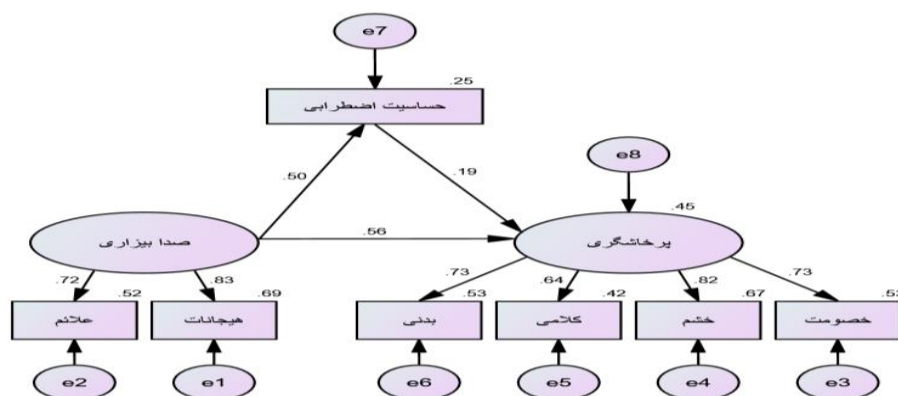 e7
.25
حساسیت اضطرابی
e8
.50
.19
.45
صدا بیزاری
.56
پرخاشگری
.72
.83
.73
.64
.82
.73
.52
.69
.53
.42
.67
.53
علائم
هیجانات
بدنی
کلامی
خشم
خصومت
e2
e1
e6
e5
e4
e3